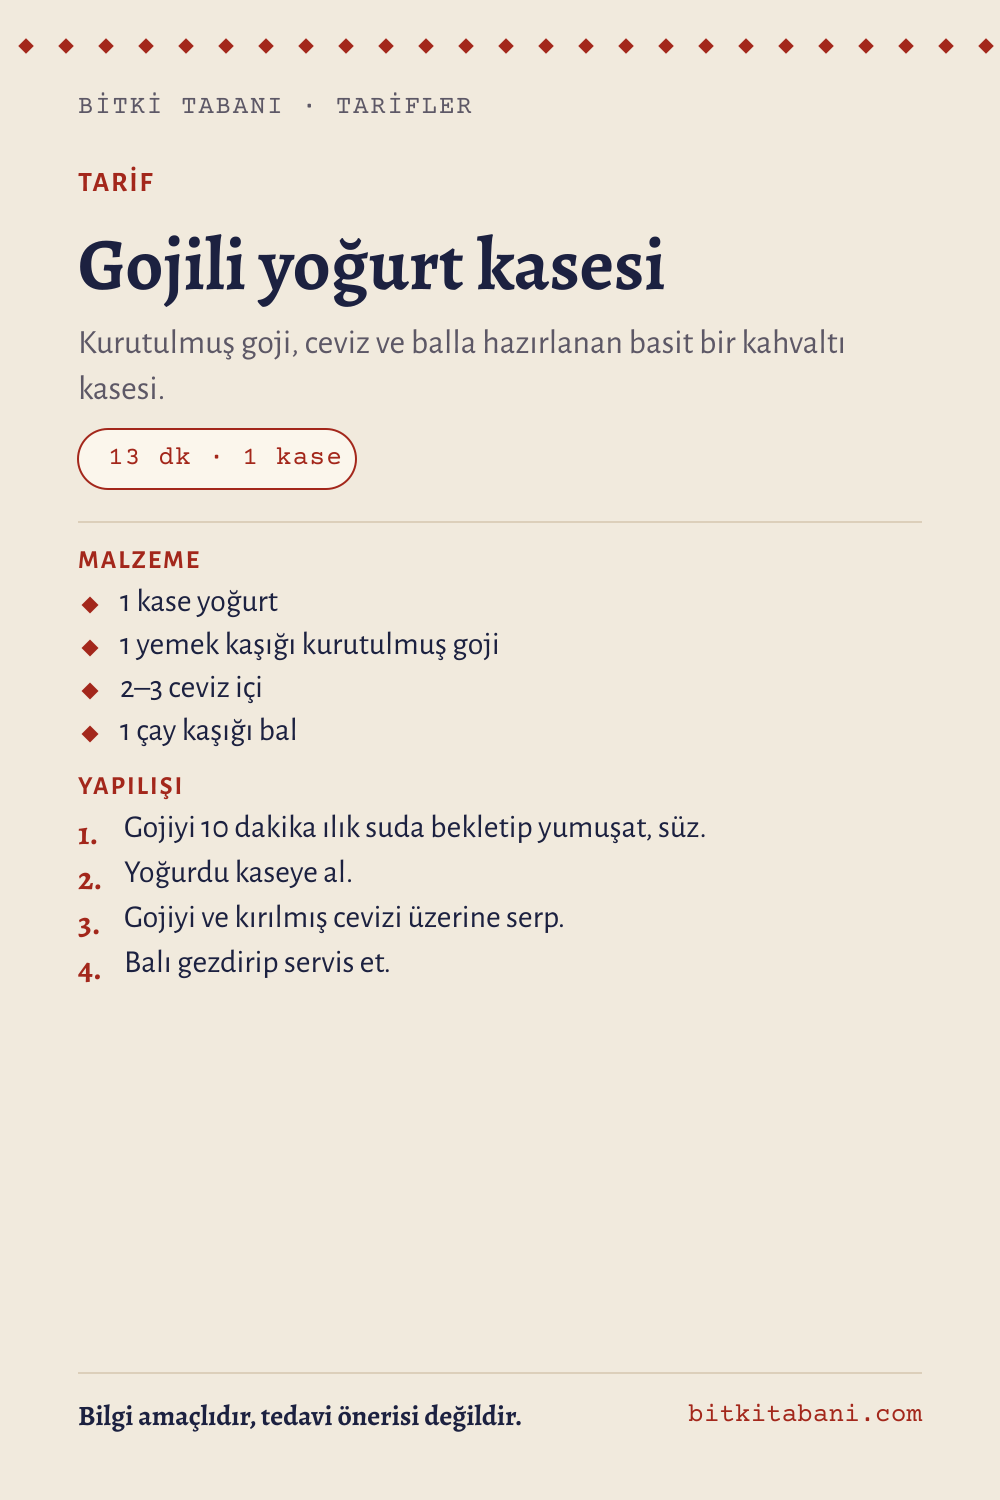 BİTKİ TABANI · TARİFLER
TARİF
Gojili yoğurt kasesi
Kurutulmuş goji, ceviz ve balla hazırlanan basit bir kahvaltı
kasesi.
13 dk · 1 kase
MALZEME
◆ 1 kase yoğurt
◆ 1 yemek kaşığı kurutulmuş goji
◆ 2–3 ceviz içi
◆ 1 çay kaşığı bal
YAPILIŞI
1. Gojiyi 10 dakika ılık suda bekletip yumuşat, süz.
2. Yoğurdu kaseye al.
3. Gojiyi ve kırılmış cevizi üzerine serp.
4. Balı gezdirip servis et.
Bilgi amaçlıdır, tedavi önerisi değildir.
bitkitabani.com